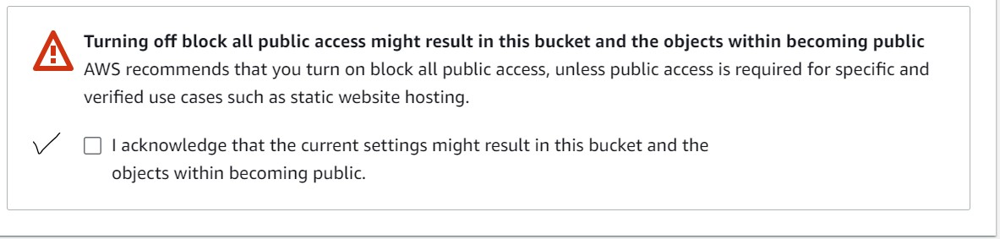 Turning off block all public access might result in this bucket and the objects within becoming public
AWS recommends that you turn on block all public access, unless public access is required for specific and
verified use cases such as static website hosting.
I acknowledge that the current settings might result in this bucket and the
objects within becoming public.